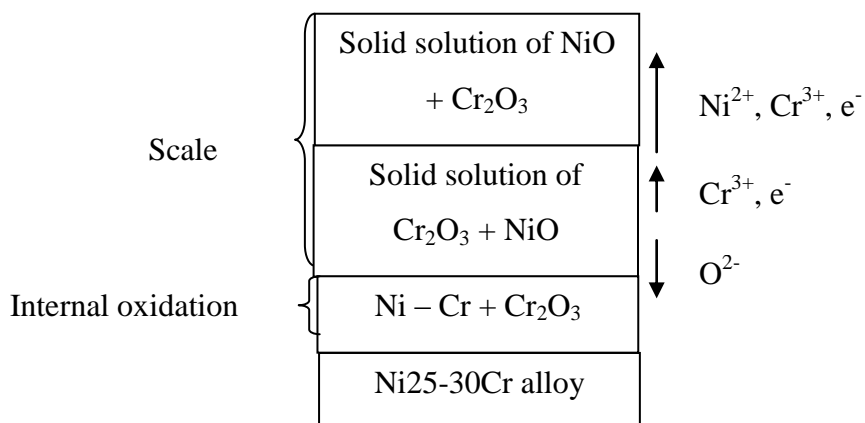 Solid solution of NiO
+ Cr₂O₃
Ni²⁺, Cr³⁺, e⁻
Scale
Solid solution of
Cr₂O₃ + NiO
Cr³⁺, e⁻
O²⁻
Internal oxidation
Ni – Cr + Cr₂O₃
Ni25-30Cr alloy